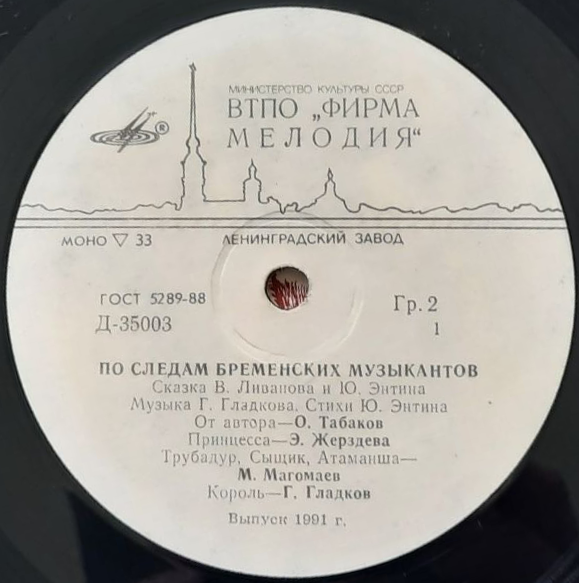 МИНИСТЕРСТВО КУЛЬТУРЫ СССР
ВТПО „ФИРМА
МЕЛОДИЯ“
®
МОНО ▽ 33
ЛЕНИНГРАДСКИЙ ЗАВОД
ГОСТ 5289-88
Гр. 2
Д-35003
1
ПО СЛЕДАМ БРЕМЕНСКИХ МУЗЫКАНТОВ
Сказка В. Ливанова и Ю. Энтина
Музыка Г. Гладкова, Стихи Ю. Энтина
От автора—О. Табаков
Принцесса—Э. Жерздева
Трубадур, Сыщик, Атаманша—
М. Магомаев
Король—Г. Гладков
Выпуск 1991 г.